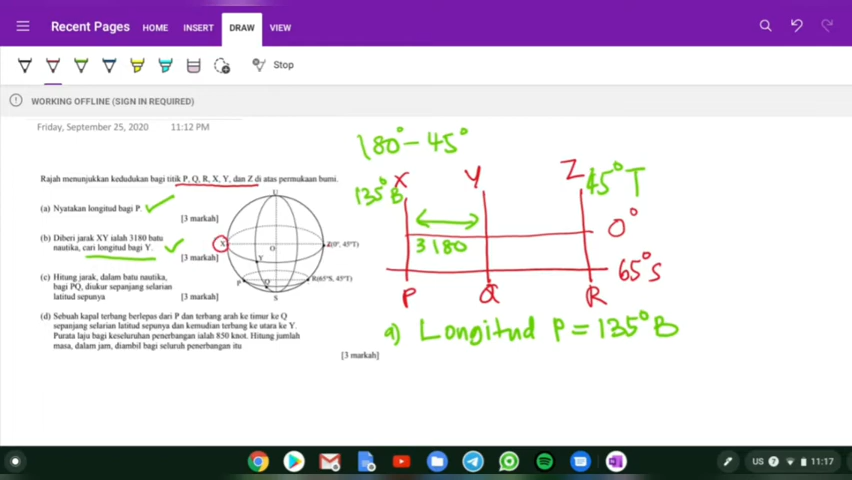 Recent Pages HOME INSERT DRAW VIEW
Stop
WORKING OFFLINE (SIGN IN REQUIRED)
Friday, September 25, 2020 11:12 PM
Rajah menunjukkan kedudukan bagi titik P, Q, R, X, Y, dan Z di atas permukaan bumi.
(a) Nyatakan longitud bagi P.
[3 markah]
(b) Diberi jarak XY ialah 3180 batu
nautika, cari longitud bagi Y.
[3 markah]
(c) Hitung jarak, dalam batu nautika,
bagi PQ, diukur sepanjang selarian
latitud sepunya
[3 markah]
(d) Sebuah kapal terbang berlepas dari P dan terbang arah ke timur ke Q
sepanjang selarian latitud sepunya dan kemudian terbang ke utara ke Y.
Purata laju bagi keseluruhan penerbangan ialah 850 knot. Hitung jumlah
masa, dalam jam, diambil bagi seluruh penerbangan itu
[3 markah]
U
X
O
Z(0°, 45°T)
Y
P
Q
R(65°S, 45°T)
S
180° - 45°
135°B X Y Z 45°T
0°
3180
65°S
P Q R
a) Longitud P = 135°B
US 11:17